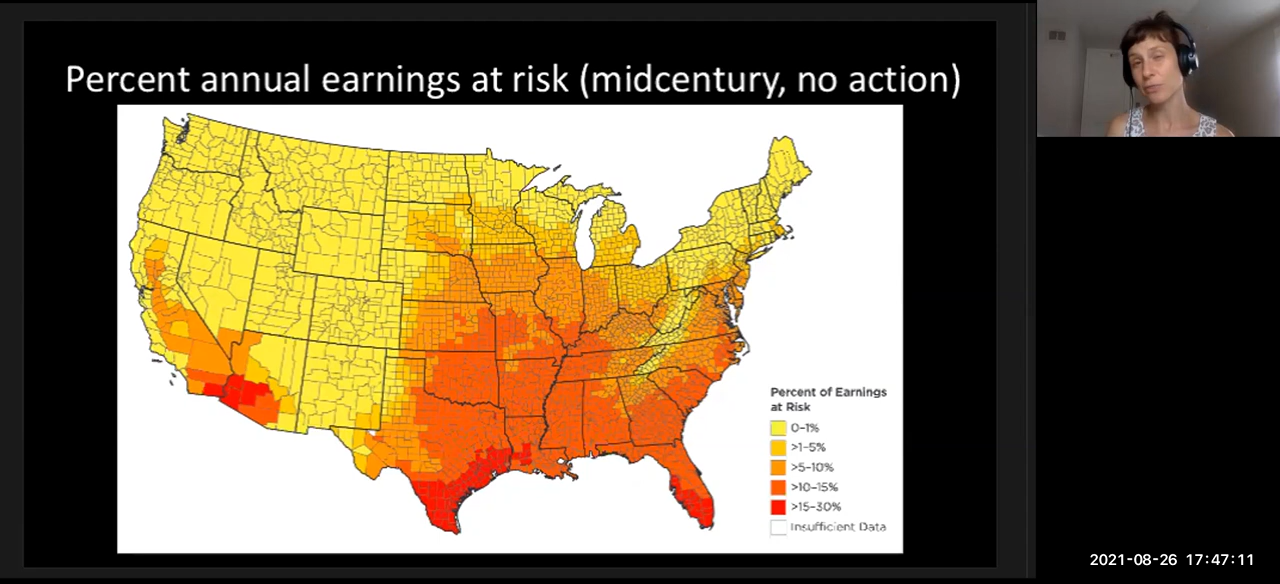 Percent annual earnings at risk (midcentury, no action)
Percent of Earnings
at Risk
0–1%
>1–5%
>5–10%
>10–15%
>15–30%
Insufficient Data
2021-08-26 17:47:11